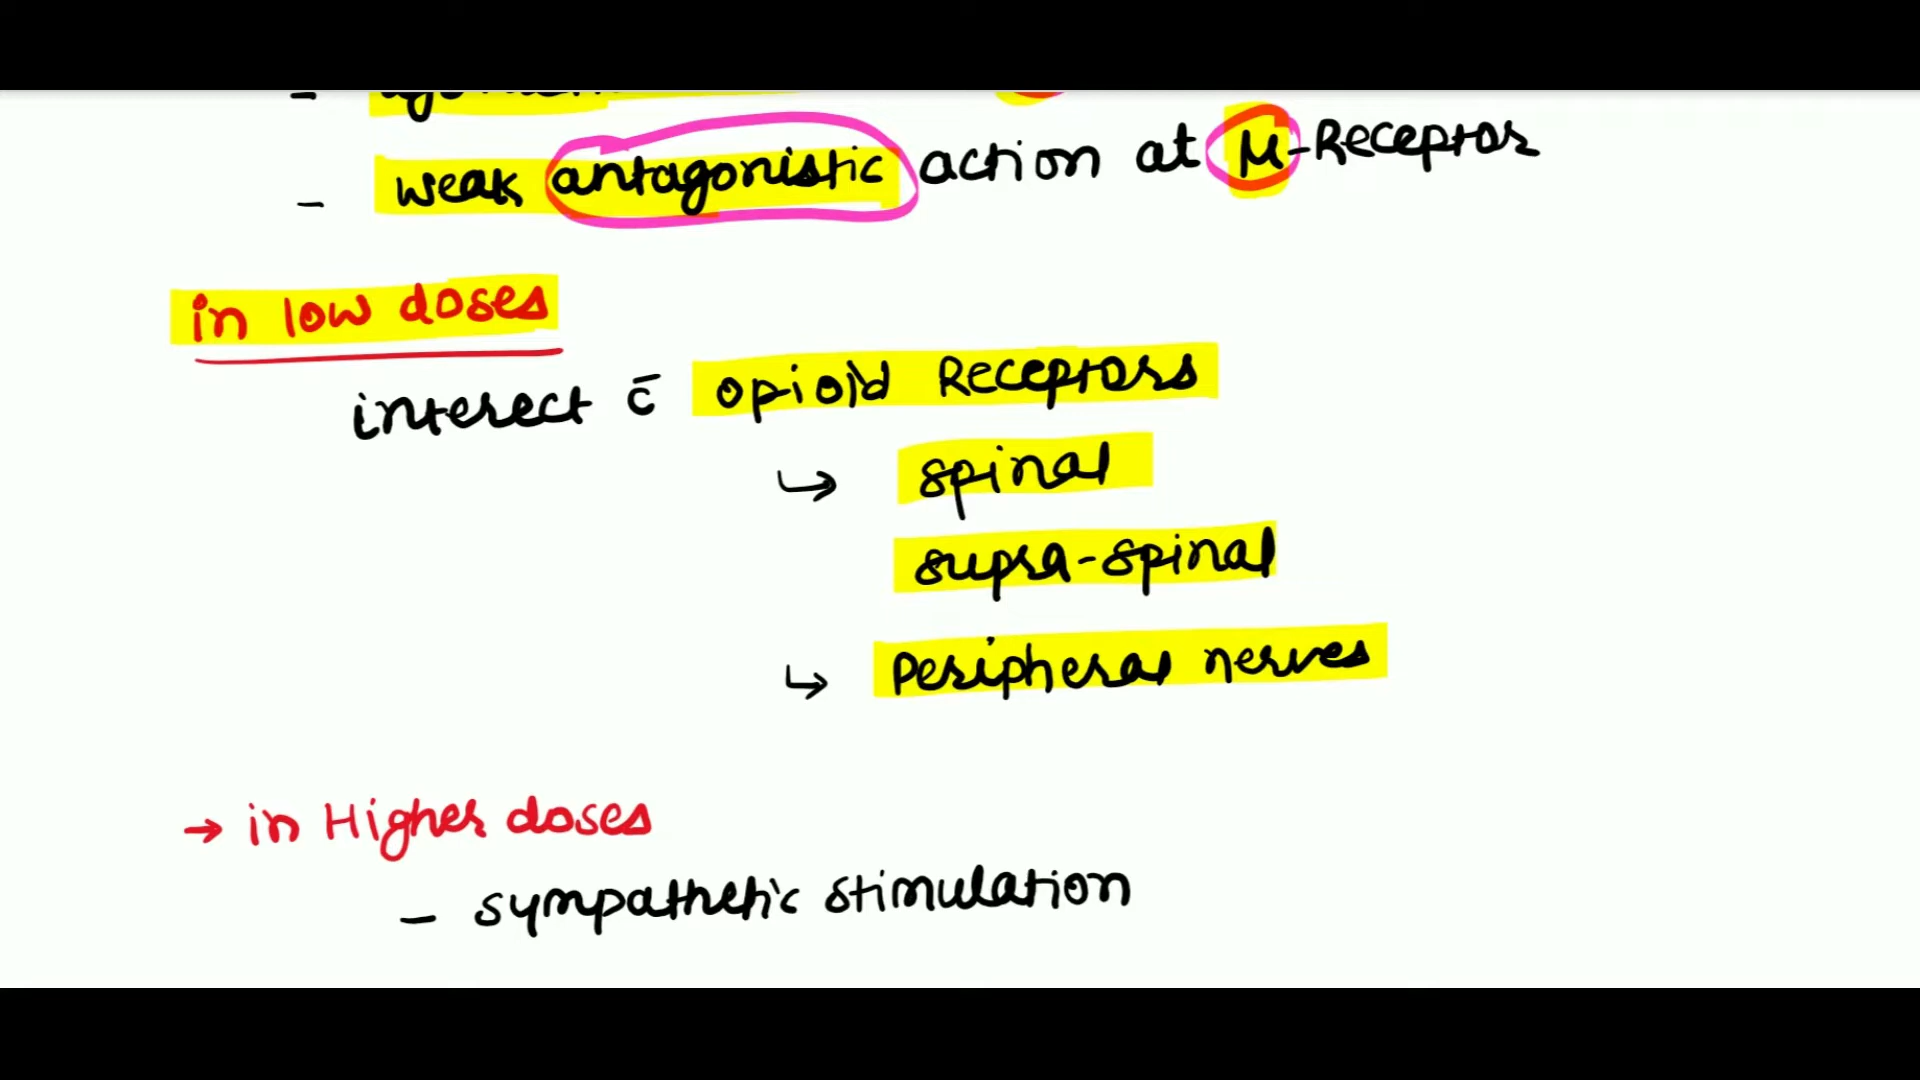 - weak antagonistic action at μ-Receptor
in low doses
interect c̄ opioid Receptors
↳ spinal
supra-spinal
↳ Peripheral nerves
→ in Higher doses
- sympathetic stimulation